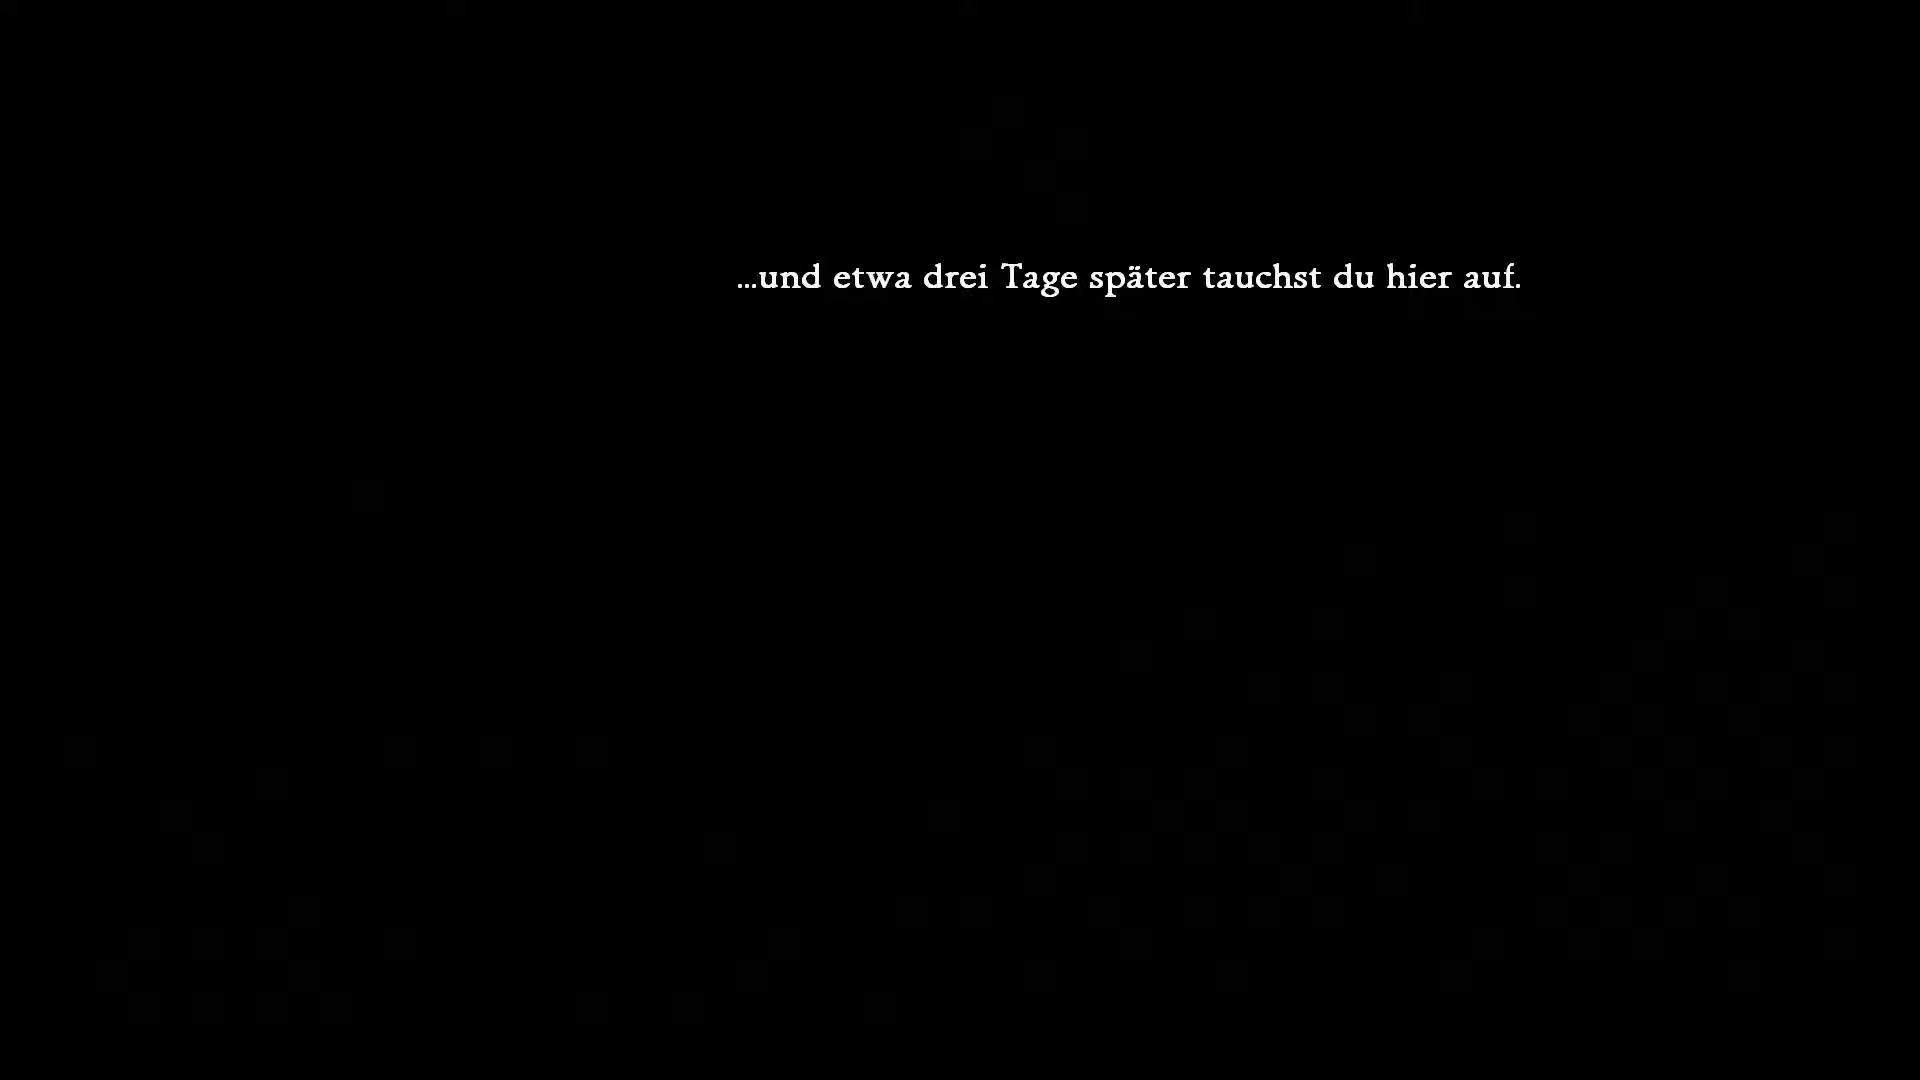 ...und etwa drei Tage später tauchst du hier auf.